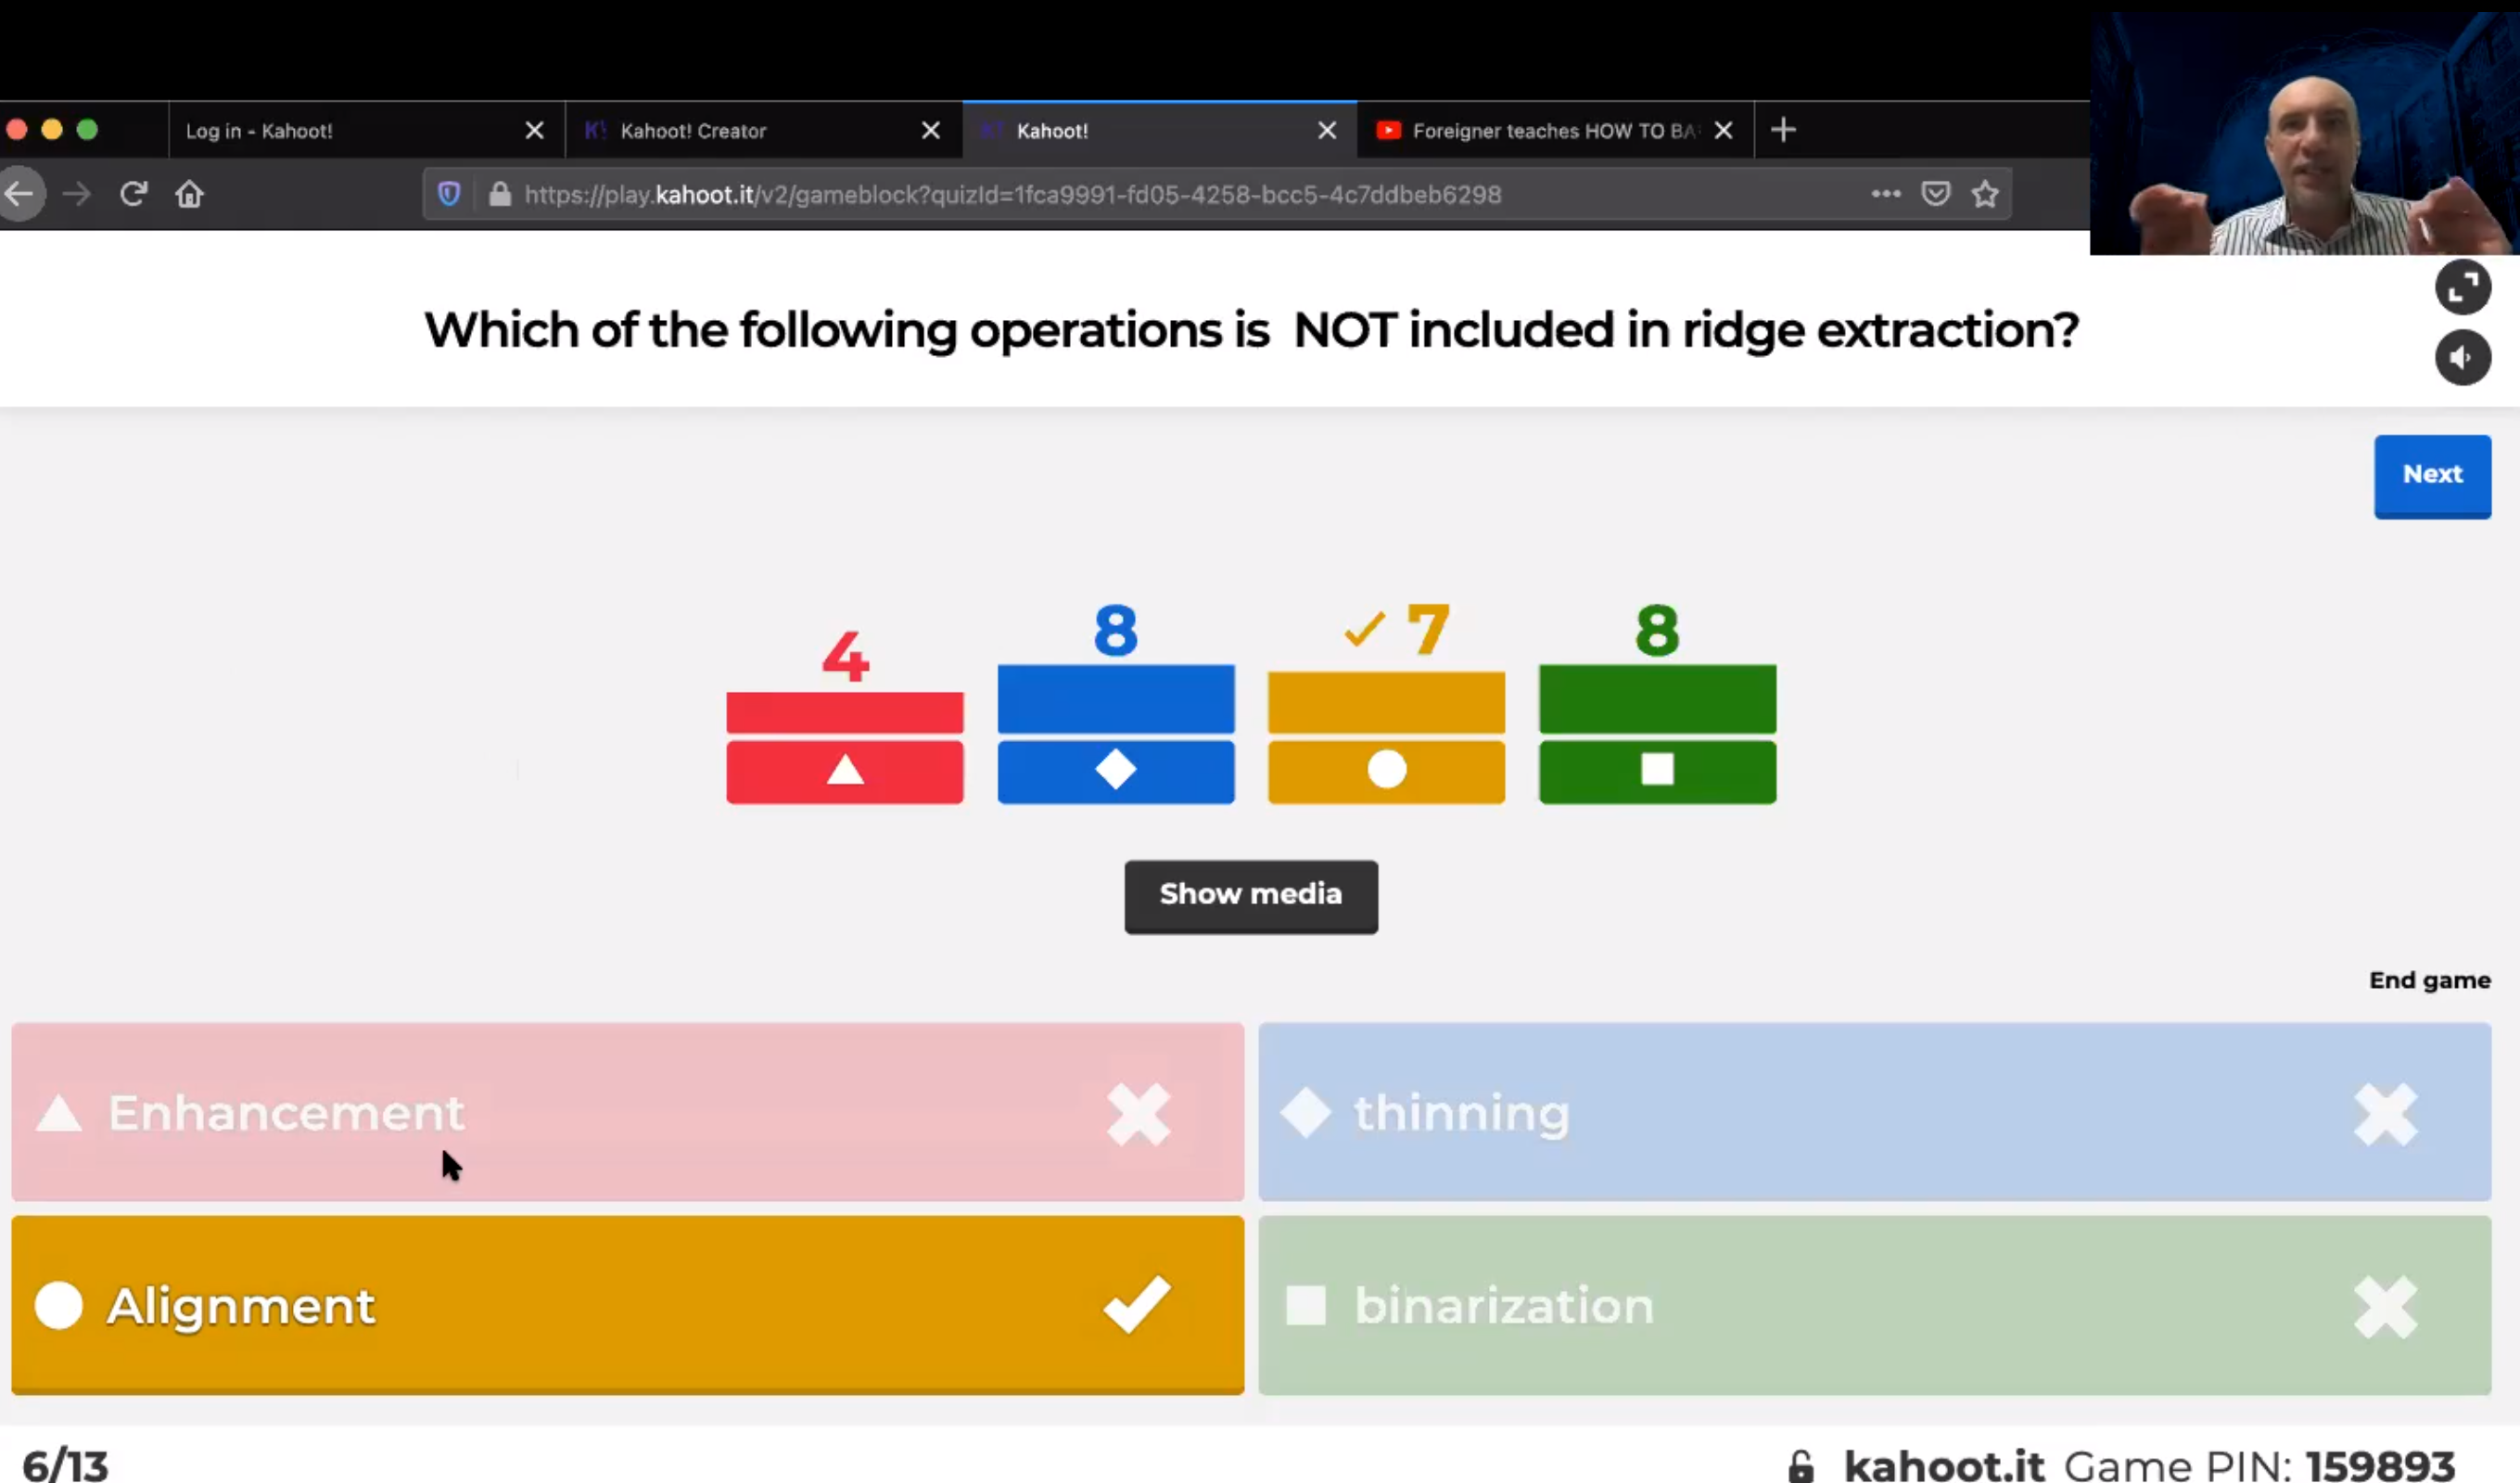 Log in - Kahoot!
Kahoot! Creator
Kahoot!
Foreigner teaches HOW TO BA
https://play.kahoot.it/v2/gameblock?quizId=1fca9991-fd05-4258-bcc5-4c7ddbeb6298
Which of the following operations is NOT included in ridge extraction?
Next
4
8
7
8
Show media
End game
Enhancement
thinning
Alignment
binarization
6/13
kahoot.it Game PIN: 159893